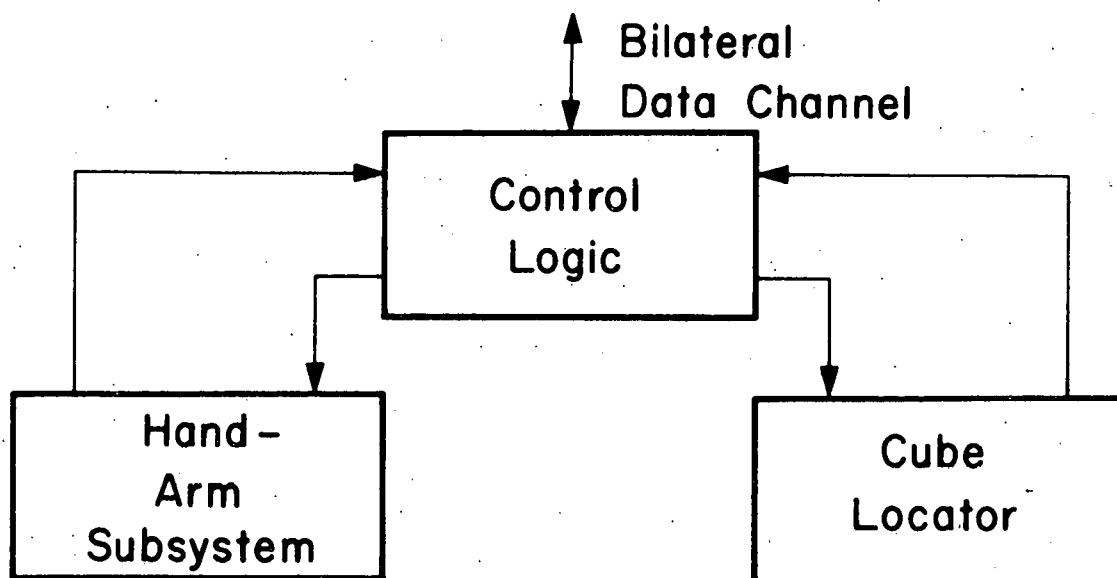 Bilateral
Data Channel
Control
Logic
Hand-
Arm
Subsystem
Cube
Locator